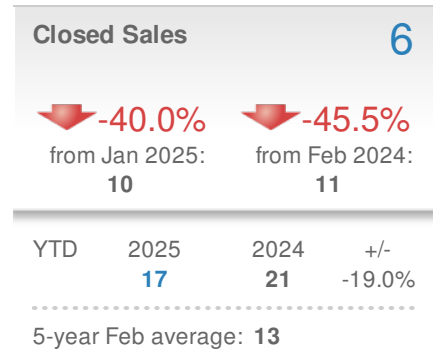 Closed Sales 6
-40.0% -45.5%
from Jan 2025: from Feb 2024:
10 11
YTD 2025 2024 +/-
17 21 -19.0%
5-year Feb average: 13